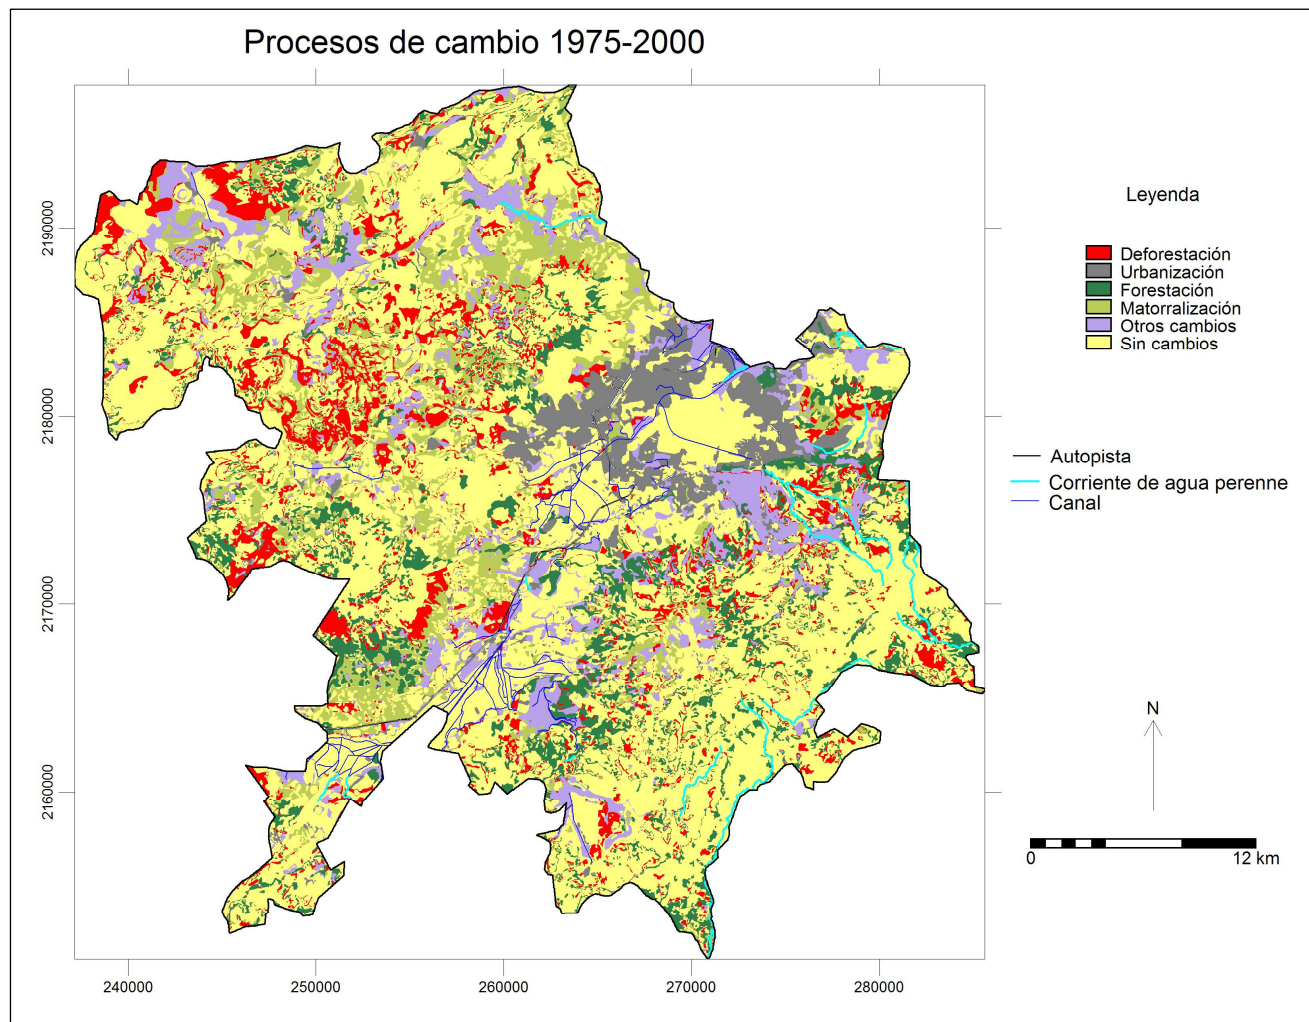 Procesos de cambio 1975-2000
Leyenda
Deforestación
Urbanización
Forestación
Matorralización
Otros cambios
Sin cambios
Autopista
Corriente de agua perenne
Canal
N
0 12 km
2190000
2180000
2170000
2160000
240000 250000 260000 270000 280000